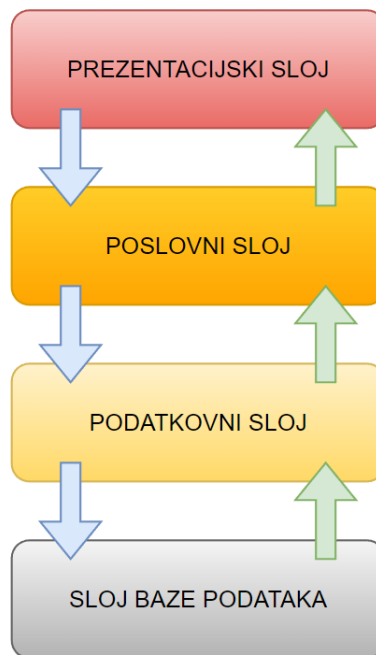 PREZENTACIJSKI SLOJ
POSLOVNI SLOJ
PODATKOVNI SLOJ
SLOJ BAZE PODATAKA